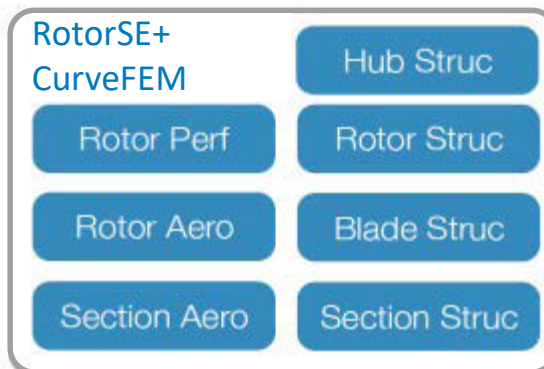 RotorSE+
CurveFEM
Hub Struc
Rotor Perf
Rotor Struc
Rotor Aero
Blade Struc
Section Aero
Section Struc